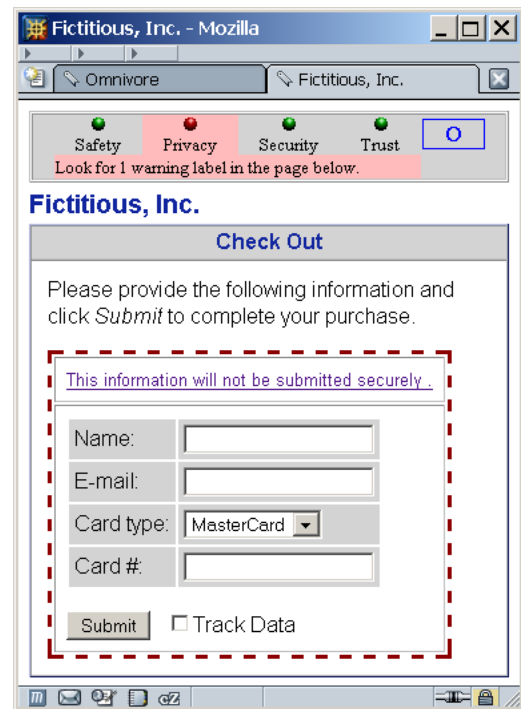 Fictitious, Inc. - Mozilla
Omnivore
Fictitious, Inc.
Safety Privacy Security Trust O
Look for 1 warning label in the page below.
Fictitious, Inc.
Check Out
Please provide the following information and
click Submit to complete your purchase.
This information will not be submitted securely .
Name:
E-mail:
Card type: MasterCard
Card #:
Submit Track Data